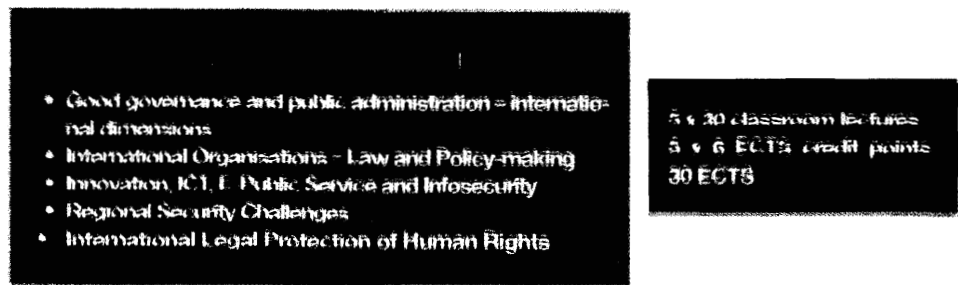 • Good governance and public administration – internatio-
nal dimensions
• International Organisations – Law and Policy-making
• Innovation, ICT, E-Public Service and Infosecurity
• Regional Security Challenges
• International Legal Protection of Human Rights
5 x 30 classroom lectures
5 x 6 ECTS credit points
30 ECTS